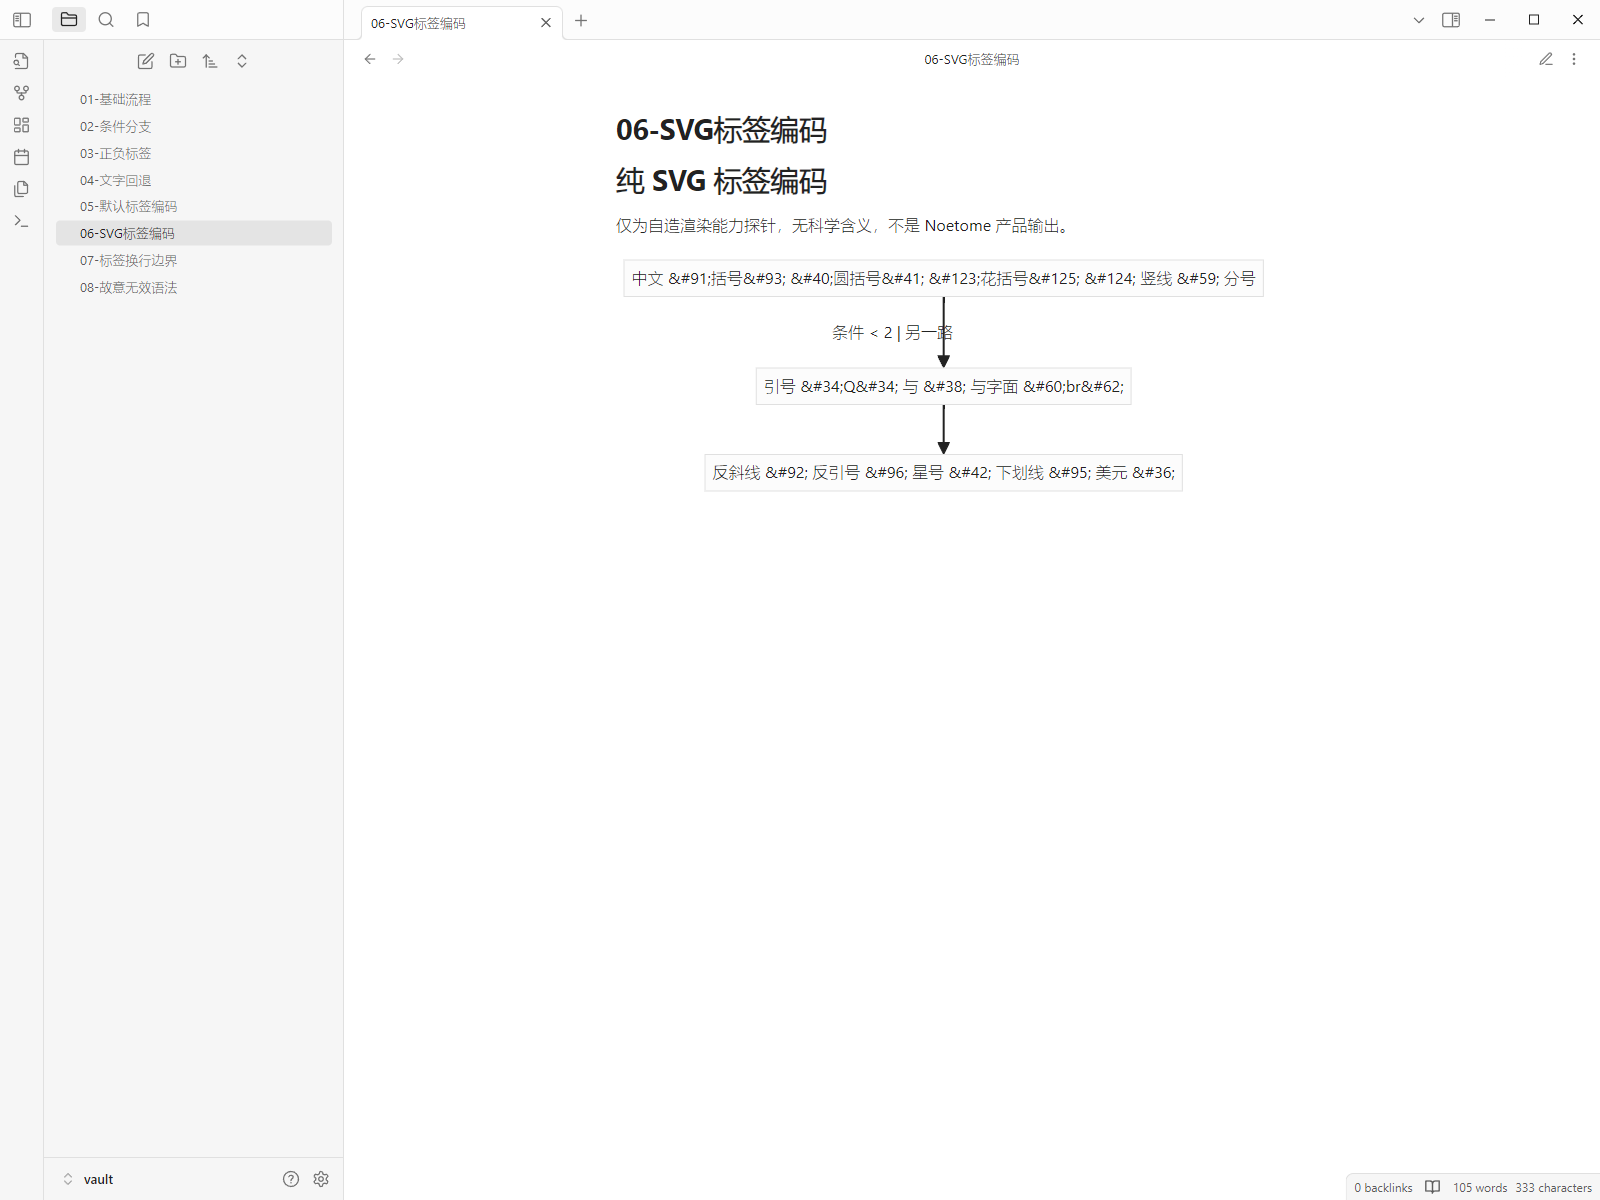 06-SVG标签编码
06-SVG标签编码
01-基础流程
02-条件分支
03-正负标签
04-文字回退
05-默认标签编码
06-SVG标签编码
07-标签换行边界
08-故意无效语法
06-SVG标签编码
纯 SVG 标签编码
仅为自造渲染能力探针，无科学含义，不是 Noetome 产品输出。
中文 &#91;括号&#93; &#40;圆括号&#41; &#123;花括号&#125; &#124; 竖线 &#59; 分号
条件 < 2 | 另一路
引号 &#34;Q&#34; 与 &#38; 与字面 &#60;br&#62;
反斜线 &#92; 反引号 &#96; 星号 &#42; 下划线 &#95; 美元 &#36;
vault
0 backlinks 105 words 333 characters